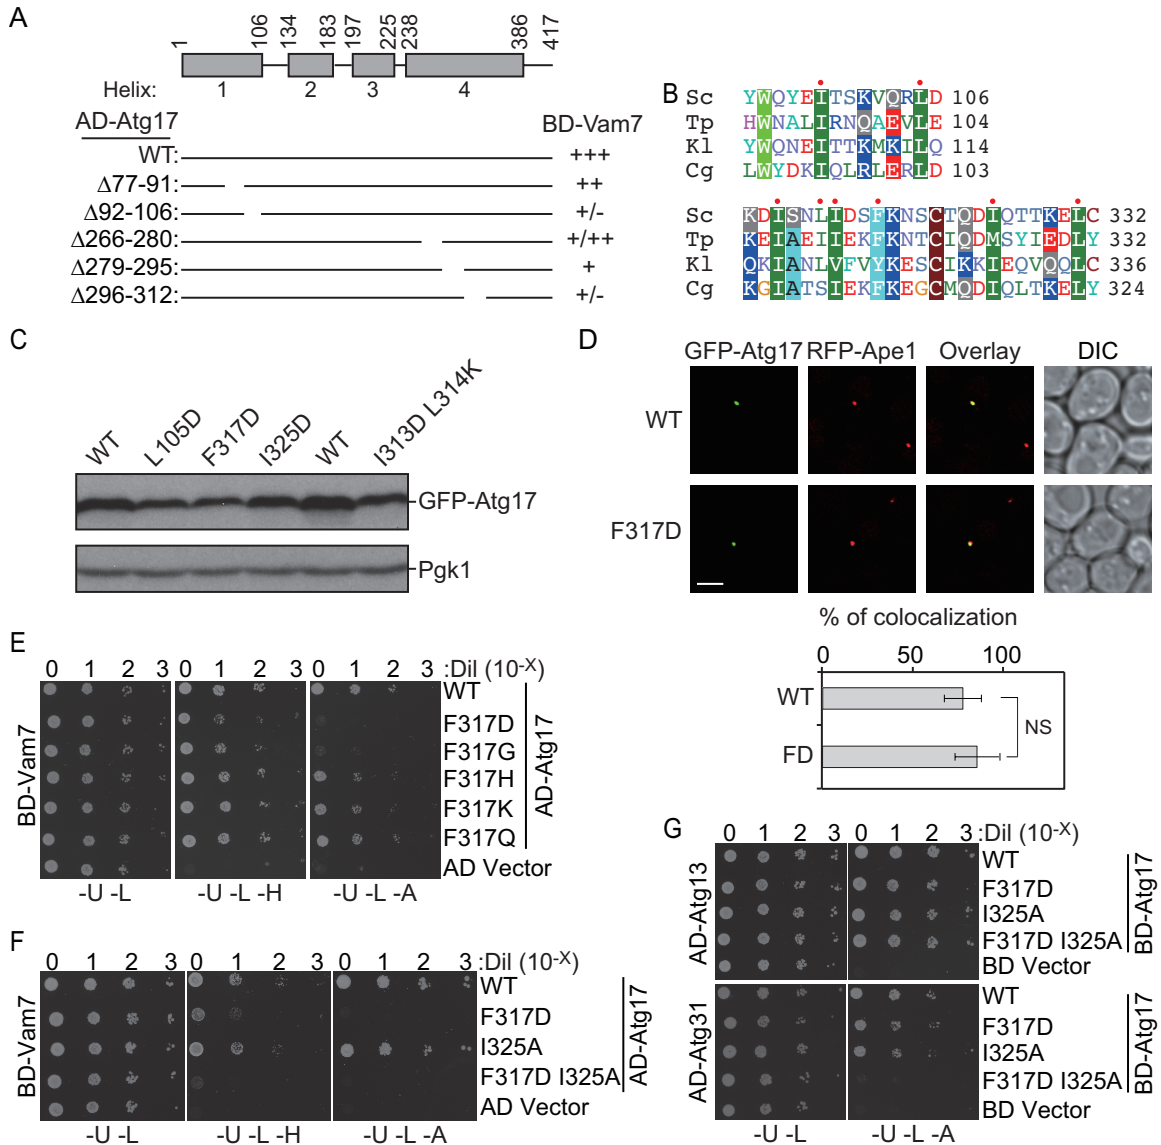 A
1 106 134 183 197 225 238 386 417
Helix: 1 2 3 4
AD-Atg17 BD-Vam7
WT: +++
Δ77-91: ++
Δ92-106: +/-
Δ266-280: +/++
Δ279-295: +
Δ296-312: +/-
B
Sc YWQYEITSKVQRLD 106
Tp HWNALIRNQAEVLE 104
Kl YWQNEITTKMKILQ 114
Cg LWYDKIQLRLERLD 103
Sc KDISNLIDSFKNSCTQDIQTTKELC 332
Tp KEIAEIIEKFKNTCIQDMSYIEDLY 332
Kl QKIANLVFVYKESCIKKIEQVQQLC 336
Cg KGIATSIEKFKEGCMQDIQLTKELY 324
C
WT L105D F317D I325D WT I313D L314K
GFP-Atg17
Pgk1
D
GFP-Atg17 RFP-Ape1 Overlay DIC
WT
F317D
% of colocalization
0 50 100
WT
FD
NS
E
0 1 2 3 0 1 2 3 0 1 2 3 :Dil (10-X)
BD-Vam7
WT
F317D
F317G
F317H
F317K
F317Q
AD Vector
AD-Atg17
-U -L -U -L -H -U -L -A
F
0 1 2 3 0 1 2 3 0 1 2 3 :Dil (10-X)
BD-Vam7
WT
F317D
I325A
F317D I325A
AD Vector
AD-Atg17
-U -L -U -L -H -U -L -A
G
0 1 2 3 0 1 2 3 :Dil (10-X)
AD-Atg13
WT
F317D
I325A
F317D I325A
BD Vector
BD-Atg17
AD-Atg31
WT
F317D
I325A
F317D I325A
BD Vector
BD-Atg17
-U -L -U -L -A